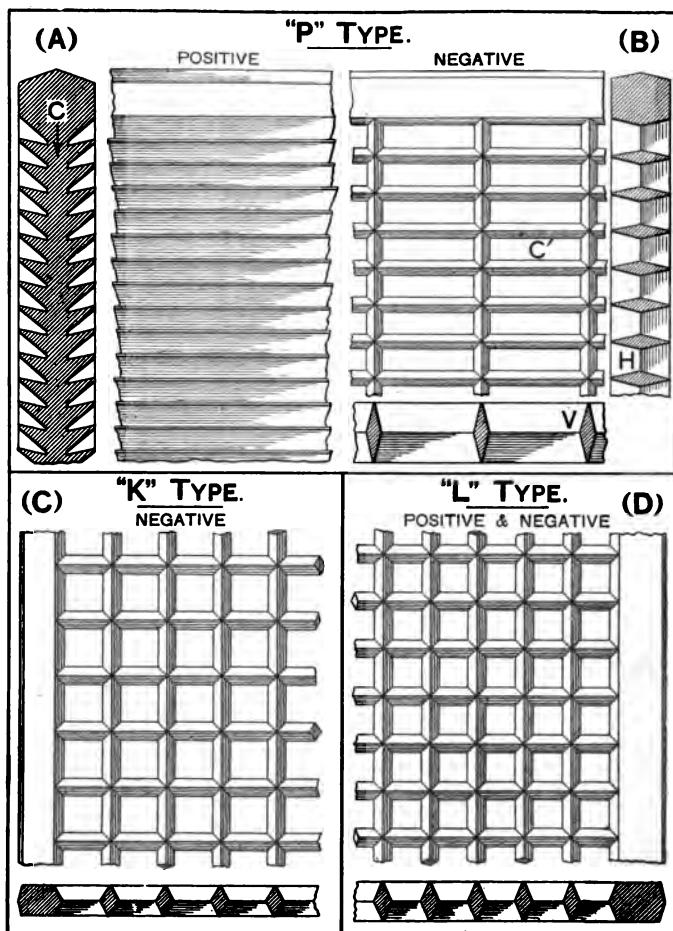 (A)
"P" TYPE.
(B)
POSITIVE
NEGATIVE
C
C'
H
V
(C)
"K" TYPE.
NEGATIVE
"L" TYPE.
(D)
POSITIVE & NEGATIVE